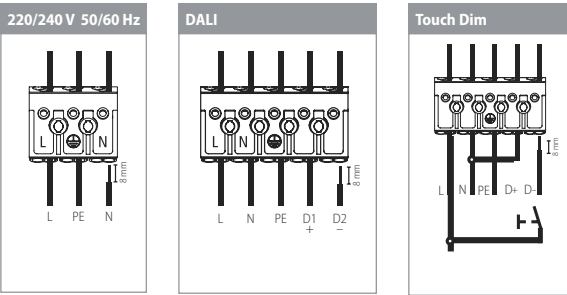 220/240 V 50/60 Hz
L N
8 mm
L PE N
DALI
L N
8 mm
L N PE D1 D2
+ −
Touch Dim
8 mm
L N PE D+ D-